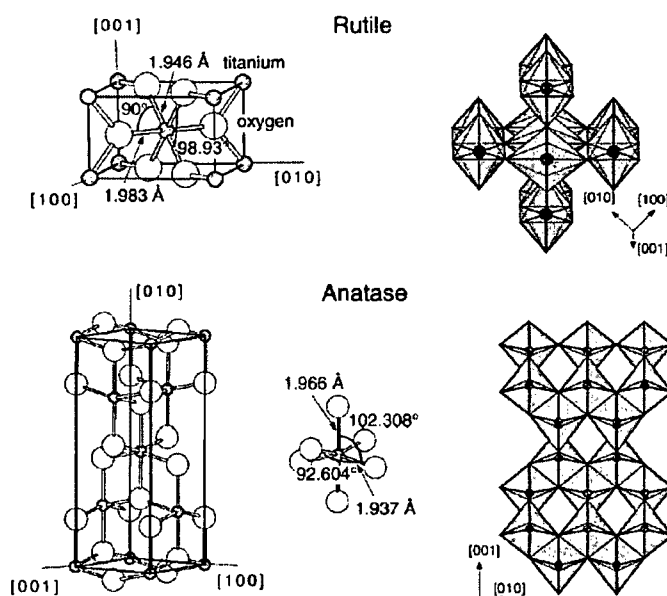 Rutile
[001]
1.946 Å titanium
90°
oxygen
98.93°
[010]
[100]
1.983 Å
[010]
[100]
[001]
Anatase
[010]
1.966 Å
102.308°
92.604°
1.937 Å
[001]
[100]
[001]
[010]